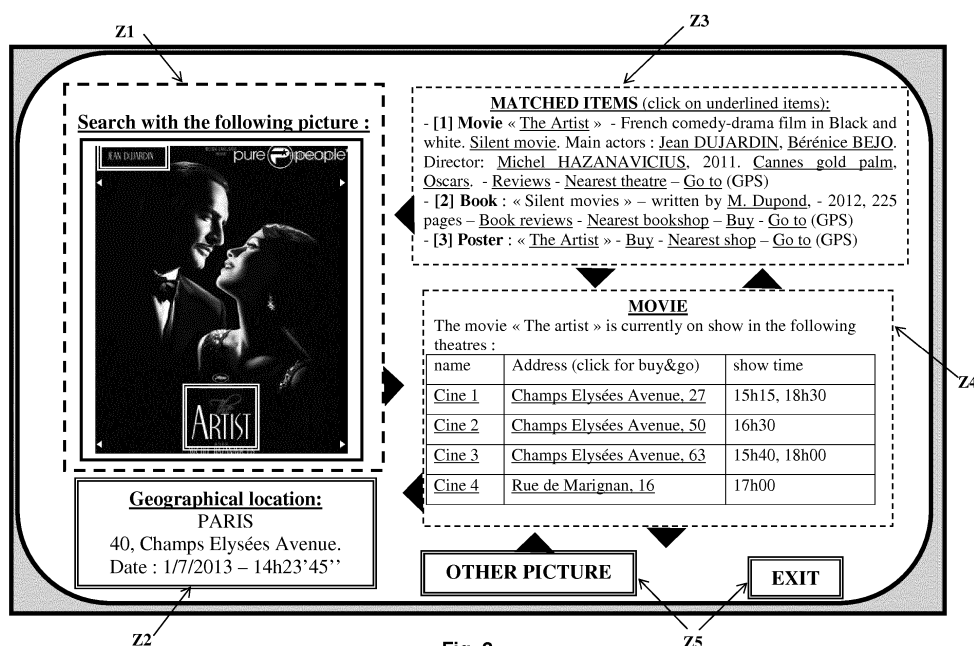 Z1
Z3
Search with the following picture :
JEAN DUJARDIN
pure people
The
ARTIST
Geographical location:
PARIS
40, Champs Elysées Avenue.
Date : 1/7/2013 – 14h23'45''
Z2
MATCHED ITEMS (click on underlined items):
- [1] Movie « The Artist » - French comedy-drama film in Black and
white. Silent movie. Main actors : Jean DUJARDIN, Bérénice BEJO.
Director: Michel HAZANAVICIUS, 2011. Cannes gold palm,
Oscars. - Reviews - Nearest theatre – Go to (GPS)
- [2] Book : « Silent movies » – written by M. Dupond, - 2012, 225
pages – Book reviews - Nearest bookshop – Buy - Go to (GPS)
- [3] Poster : « The Artist » - Buy - Nearest shop – Go to (GPS)
MOVIE
The movie « The artist » is currently on show in the following
theatres :
name Address (click for buy&go) show time
Cine 1 Champs Elysées Avenue, 27 15h15, 18h30
Cine 2 Champs Elysées Avenue, 50 16h30
Cine 3 Champs Elysées Avenue, 63 15h40, 18h00
Cine 4 Rue de Marignan, 16 17h00
Z4
OTHER PICTURE
EXIT
Z5